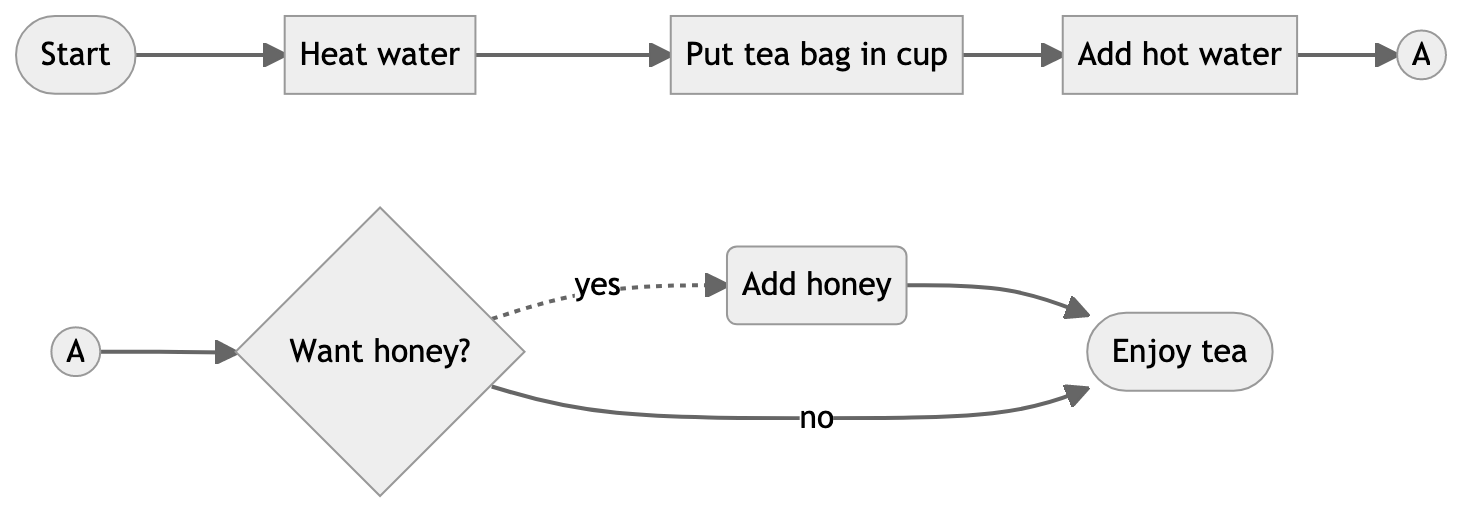 Start
Heat water
Put tea bag in cup
Add hot water
A
A
Want honey?
yes
Add honey
no
Enjoy tea